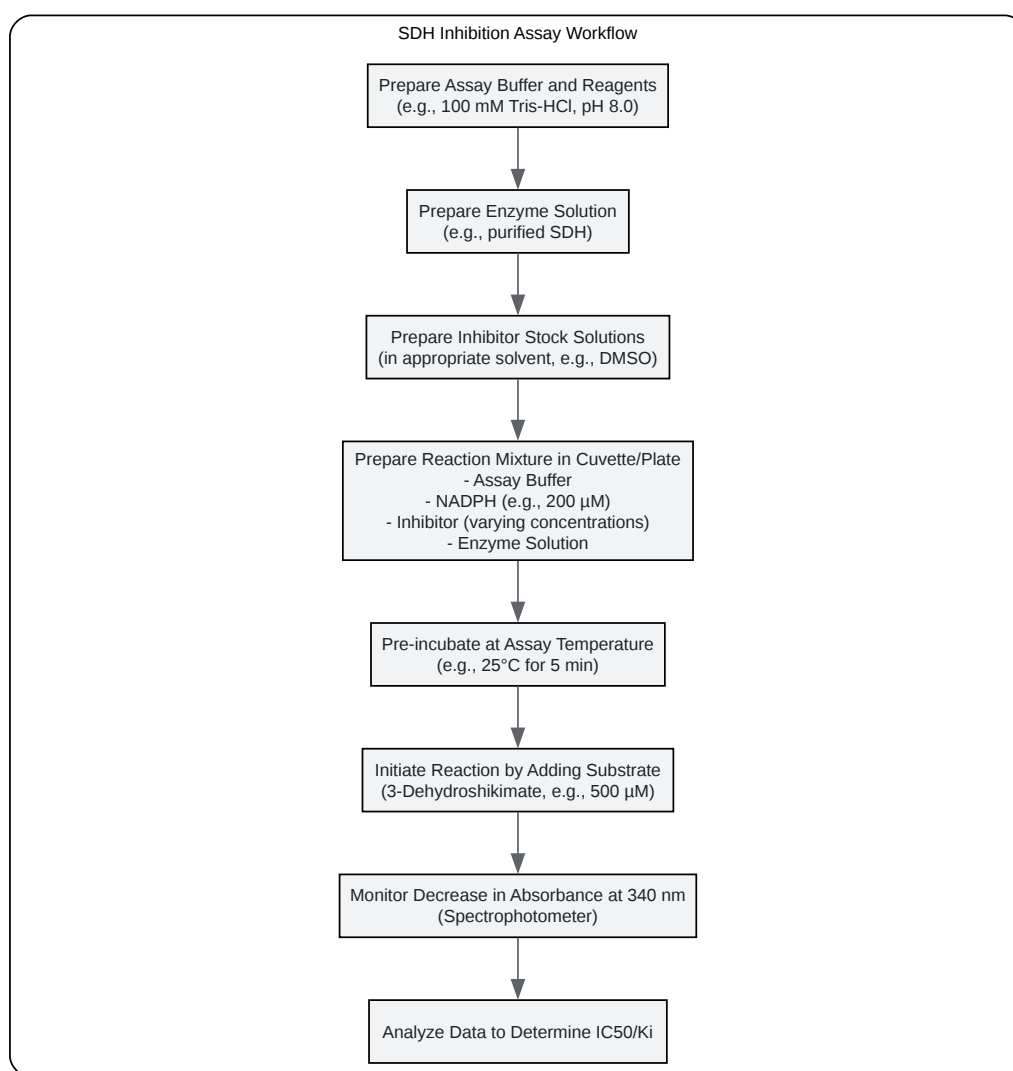 SDH Inhibition Assay Workflow
Prepare Assay Buffer and Reagents
(e.g., 100 mM Tris-HCl, pH 8.0)
Prepare Enzyme Solution
(e.g., purified SDH)
Prepare Inhibitor Stock Solutions
(in appropriate solvent, e.g., DMSO)
Prepare Reaction Mixture in Cuvette/Plate
- Assay Buffer
- NADPH (e.g., 200 µM)
- Inhibitor (varying concentrations)
- Enzyme Solution
Pre-incubate at Assay Temperature
(e.g., 25°C for 5 min)
Initiate Reaction by Adding Substrate
(3-Dehydroshikimate, e.g., 500 µM)
Monitor Decrease in Absorbance at 340 nm
(Spectrophotometer)
Analyze Data to Determine IC50/Ki